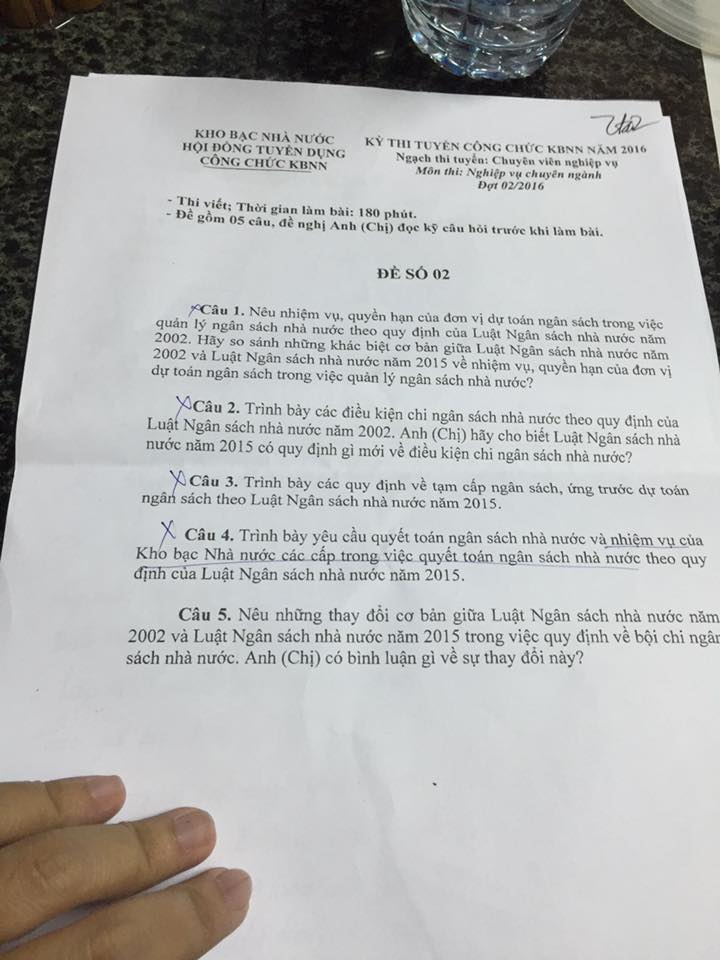 KHO BẠC NHÀ NƯỚC
HỘI ĐỒNG TUYỂN DỤNG
CÔNG CHỨC KBNN
KỲ THI TUYỂN CÔNG CHỨC KBNN NĂM 2016
Ngạch thi tuyển: Chuyên viên nghiệp vụ
Môn thi: Nghiệp vụ chuyên ngành
Đợt 02/2016
- Thi viết; Thời gian làm bài: 180 phút.
- Đề gồm 05 câu, đề nghị Anh (Chị) đọc kỹ câu hỏi trước khi làm bài.
ĐỀ SỐ 02
Câu 1. Nêu nhiệm vụ, quyền hạn của đơn vị dự toán ngân sách trong việc
quản lý ngân sách nhà nước theo quy định của Luật Ngân sách nhà nước năm
2002. Hãy so sánh những khác biệt cơ bản giữa Luật Ngân sách nhà nước năm
2002 và Luật Ngân sách nhà nước năm 2015 về nhiệm vụ, quyền hạn của đơn vị
dự toán ngân sách trong việc quản lý ngân sách nhà nước?
Câu 2. Trình bày các điều kiện chi ngân sách nhà nước theo quy định của
Luật Ngân sách nhà nước năm 2002. Anh (Chị) hãy cho biết Luật Ngân sách nhà
nước năm 2015 có quy định gì mới về điều kiện chi ngân sách nhà nước?
Câu 3. Trình bày các quy định về tạm cấp ngân sách, ứng trước dự toán
ngân sách theo Luật Ngân sách nhà nước năm 2015.
Câu 4. Trình bày yêu cầu quyết toán ngân sách nhà nước và nhiệm vụ của
Kho bạc Nhà nước các cấp trong việc quyết toán ngân sách nhà nước theo quy
định của Luật Ngân sách nhà nước năm 2015.
Câu 5. Nêu những thay đổi cơ bản giữa Luật Ngân sách nhà nước năm
2002 và Luật Ngân sách nhà nước năm 2015 trong việc quy định về bội chi ngân
sách nhà nước. Anh (Chị) có bình luận gì về sự thay đổi này?